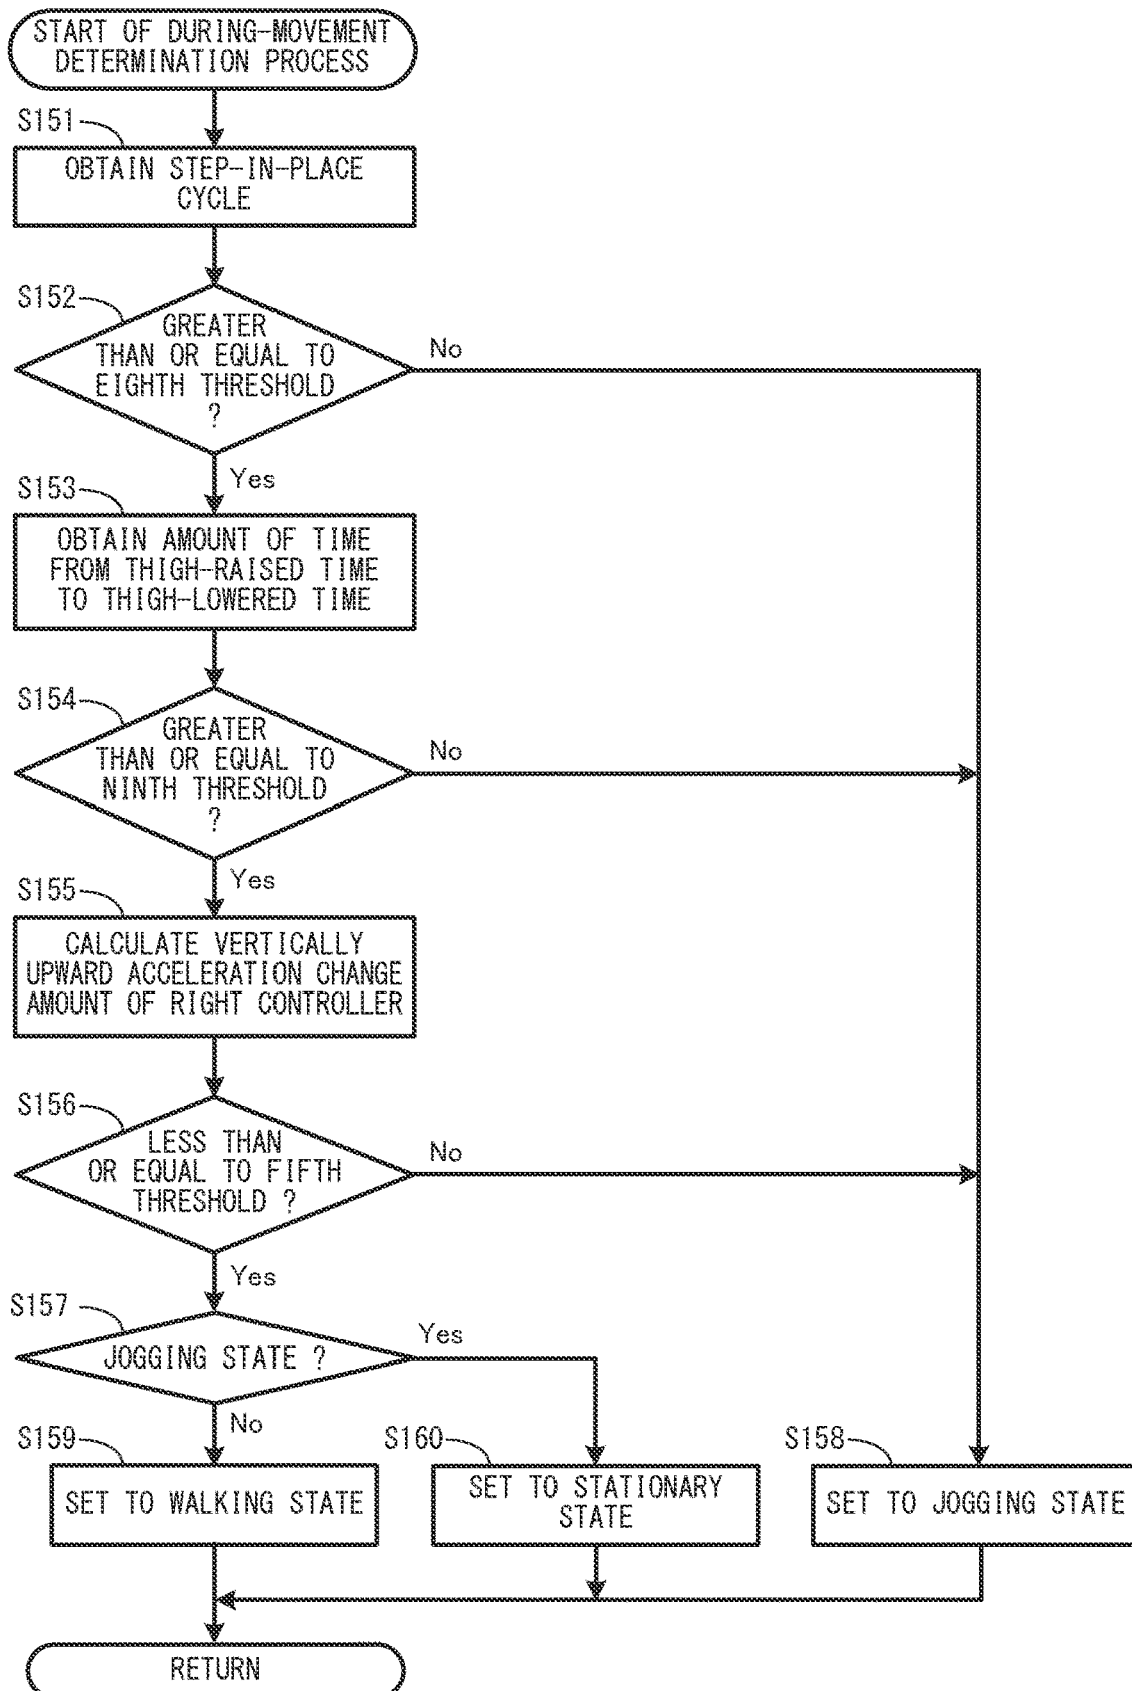 START OF DURING-MOVEMENT
DETERMINATION PROCESS
S151
OBTAIN STEP-IN-PLACE
CYCLE
S152
GREATER
THAN OR EQUAL TO
EIGHTH THRESHOLD
?
No
Yes
S153
OBTAIN AMOUNT OF TIME
FROM THIGH-RAISED TIME
TO THIGH-LOWERED TIME
S154
GREATER
THAN OR EQUAL TO
NINTH THRESHOLD
?
No
Yes
S155
CALCULATE VERTICALLY
UPWARD ACCELERATION CHANGE
AMOUNT OF RIGHT CONTROLLER
S156
LESS THAN
OR EQUAL TO FIFTH
THRESHOLD ?
No
Yes
S157
JOGGING STATE ?
Yes
No
S159
SET TO WALKING STATE
S160
SET TO STATIONARY
STATE
S158
SET TO JOGGING STATE
RETURN